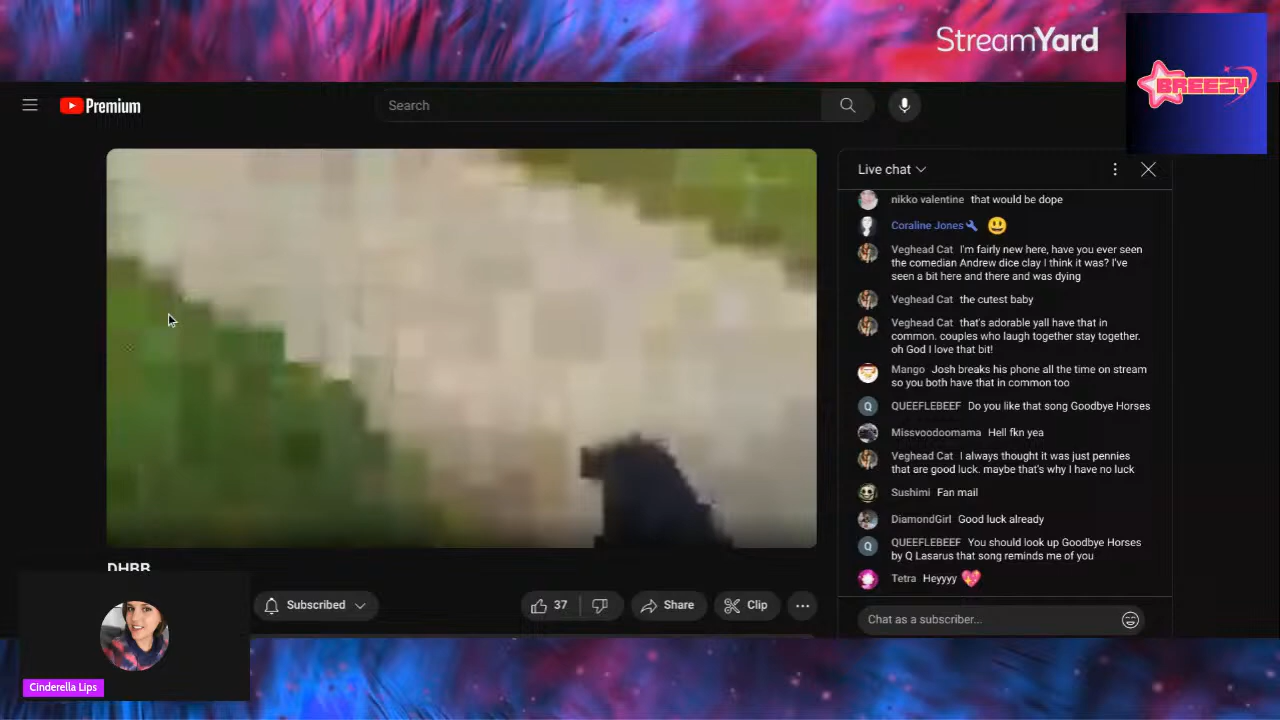 StreamYard
BREEZY
Premium
Search
Live chat
nikko valentine that would be dope
Coraline Jones
Veghead Cat I'm fairly new here, have you ever seen
the comedian Andrew dice clay I think it was? I've
seen a bit here and there and was dying
Veghead Cat the cutest baby
Veghead Cat that's adorable yall have that in
common. couples who laugh together stay together.
oh God I love that bit!
Mango Josh breaks his phone all the time on stream
so you both have that in common too
QUEEFLEBEEF Do you like that song Goodbye Horses
Missvoodoomama Hell fkn yea
Veghead Cat I always thought it was just pennies
that are good luck. maybe that's why I have no luck
Sushimi Fan mail
DiamondGirl Good luck already
QUEEFLEBEEF You should look up Goodbye Horses
by Q Lasarus that song reminds me of you
Tetra Heyyyy
Chat as a subscriber...
Subscribed
37
Share
Clip
Cinderella Lips